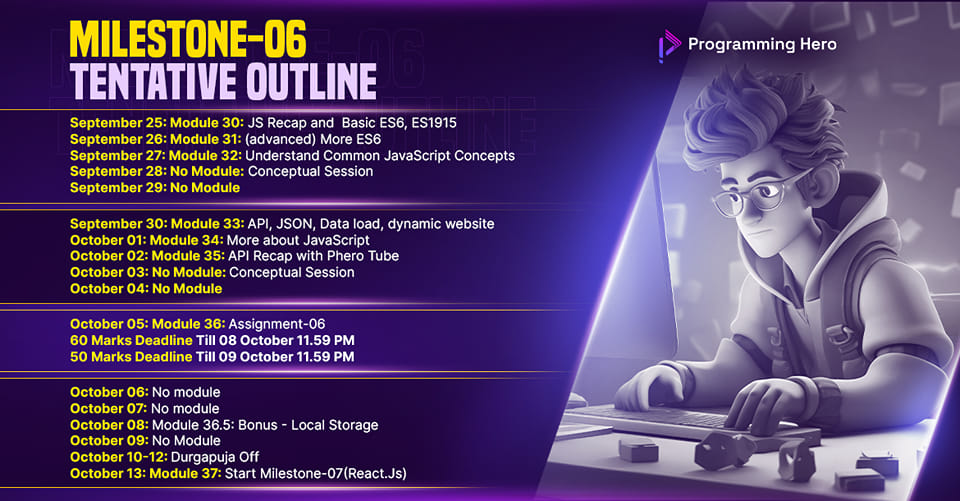 MILESTONE-06
TENTATIVE OUTLINE
Programming Hero
September 25: Module 30: JS Recap and Basic ES6, ES1915
September 26: Module 31: (advanced) More ES6
September 27: Module 32: Understand Common JavaScript Concepts
September 28: No Module: Conceptual Session
September 29: No Module
September 30: Module 33: API, JSON, Data load, dynamic website
October 01: Module 34: More about JavaScript
October 02: Module 35: API Recap with Phero Tube
October 03: No Module: Conceptual Session
October 04: No Module
October 05: Module 36: Assignment-06
60 Marks Deadline Till 08 October 11.59 PM
50 Marks Deadline Till 09 October 11.59 PM
October 06: No module
October 07: No module
October 08: Module 36.5: Bonus - Local Storage
October 09: No Module
October 10-12: Durgapuja Off
October 13: Module 37: Start Milestone-07(React.Js)